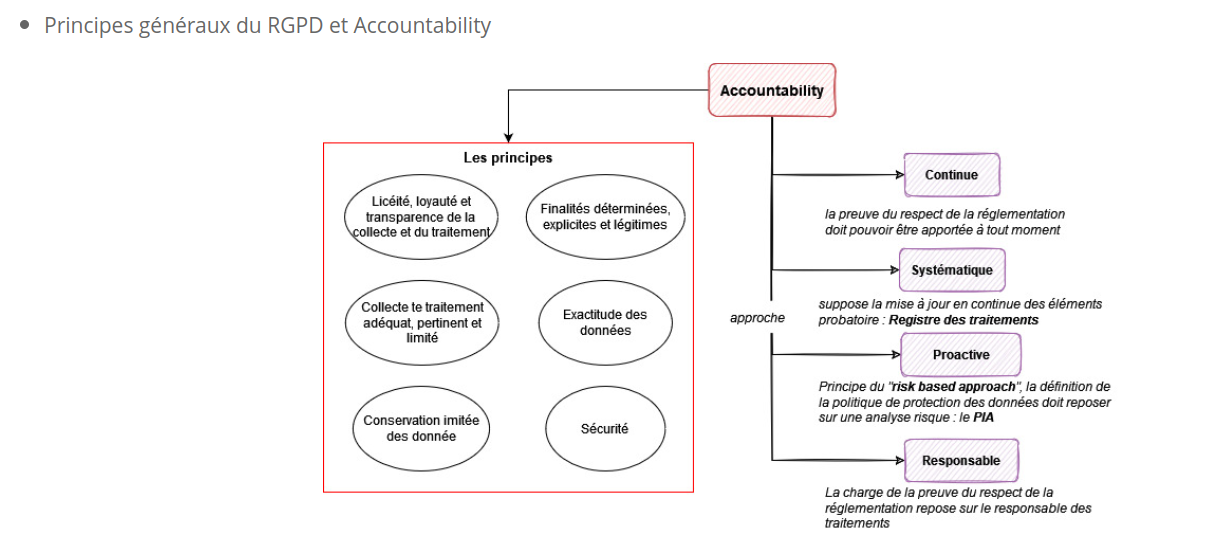 Principes généraux du RGPD et Accountability
Accountability
Les principes
Licéité, loyauté et
transparence de la
collecte et du traitement
Finalités déterminées,
explicites et légitimes
Collecte te traitement
adéquat, pertinent et
limité
Exactitude des
données
Conservation imitée
des donnée
Sécurité
approche
Continue
la preuve du respect de la réglementation
doit pouvoir être apportée à tout moment
Systématique
suppose la mise à jour en continue des éléments
probatoire : Registre des traitements
Proactive
Principe du "risk based approach", la définition de
la politique de protection des données doit reposer
sur une analyse risque : le PIA
Responsable
La charge de la preuve du respect de la
réglementation repose sur le responsable des
traitements